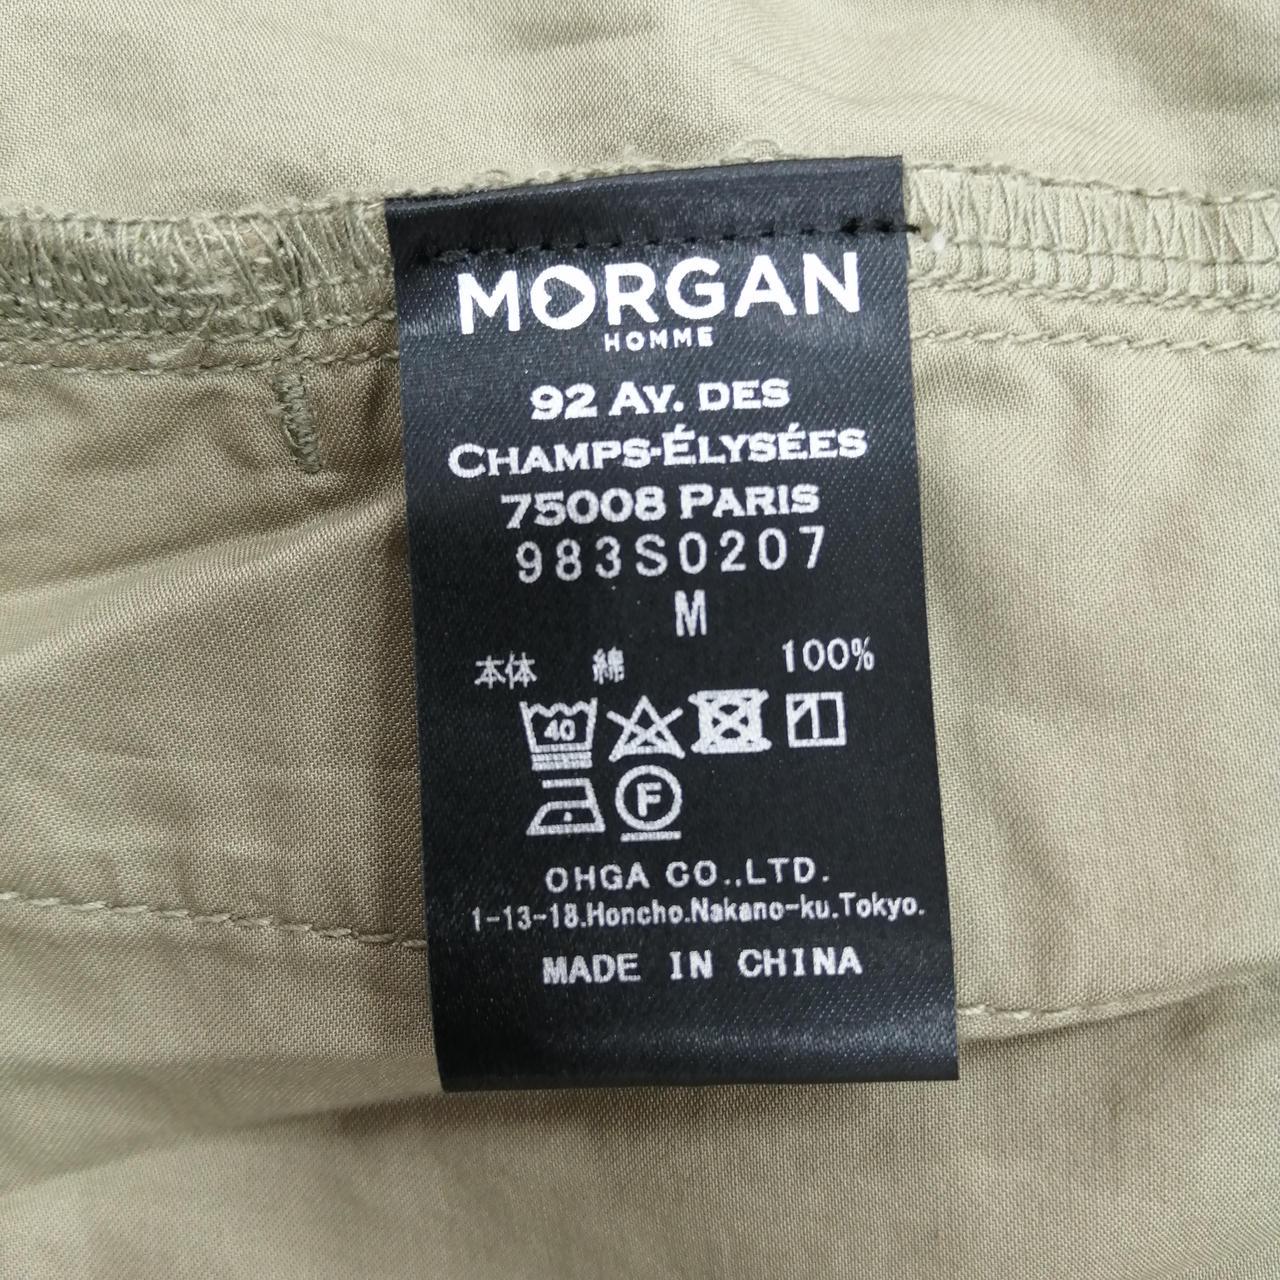 MORGAN
HOMME
92 AV. DES
CHAMPS-ÉLYSÉES
75008 PARIS
983S0207
M
本体 綿 100%
40
F
OHGA CO.,LTD.
1-13-18.Honcho.Nakano-ku.Tokyo.
MADE IN CHINA